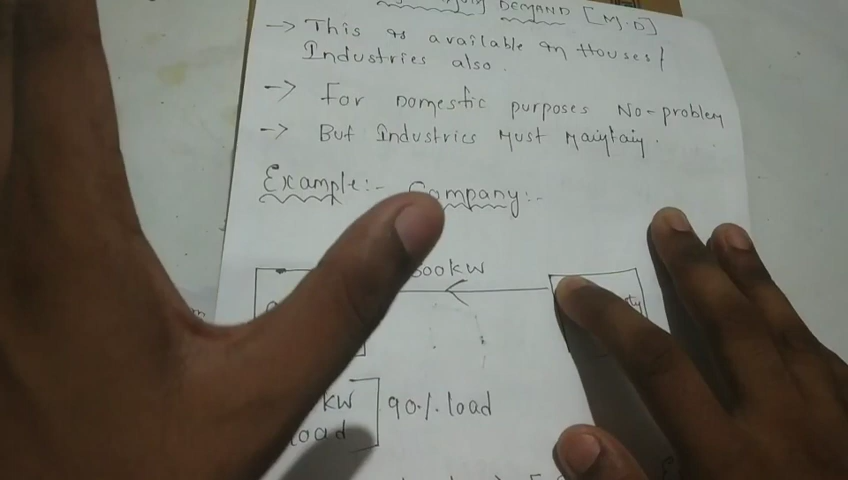 DEMAND [M.D]
-> This is available in Houses/
Industries also.
-> For Domestic purposes No-problem
-> But Industries Must Maintain.
Example:- Company:-
500KW
KW
load
90% load